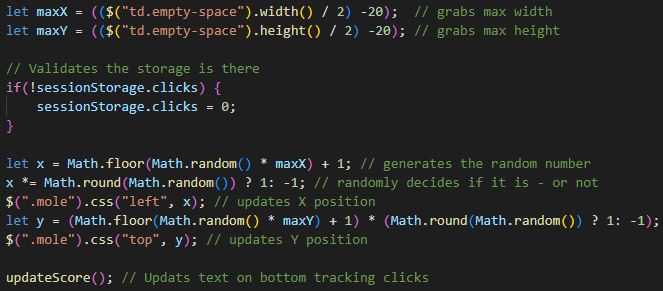 let maxX = (($("td.empty-space").width() / 2) -20);  // grabs max width
let maxY = (($("td.empty-space").height() / 2) -20); // grabs max height
// Validates the storage is there
if(!sessionStorage.clicks) {
    sessionStorage.clicks = 0;
}
let x = Math.floor(Math.random() * maxX) + 1; // generates the random number
x *= Math.round(Math.random()) ? 1: -1; // randomly decides if it is - or not
$(".mole").css("left", x); // updates X position
let y = (Math.floor(Math.random() * maxY) + 1) * (Math.round(Math.random()) ? 1: -1);
$(".mole").css("top", y); // updates Y position
updateScore(); // Updats text on bottom tracking clicks